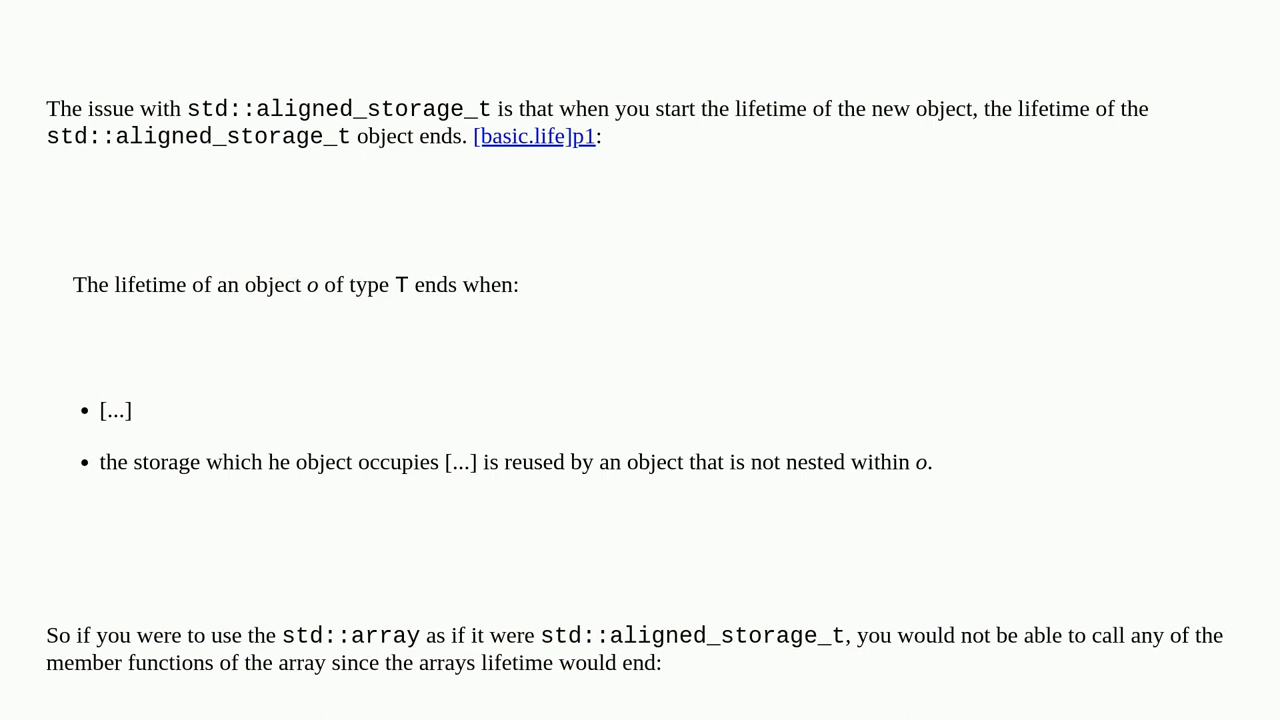 The issue with std::aligned_storage_t is that when you start the lifetime of the new object, the lifetime of the
std::aligned_storage_t object ends. [basic.life]p1:
The lifetime of an object o of type T ends when:
• [...]
• the storage which he object occupies [...] is reused by an object that is not nested within o.
So if you were to use the std::array as if it were std::aligned_storage_t, you would not be able to call any of the
member functions of the array since the arrays lifetime would end: